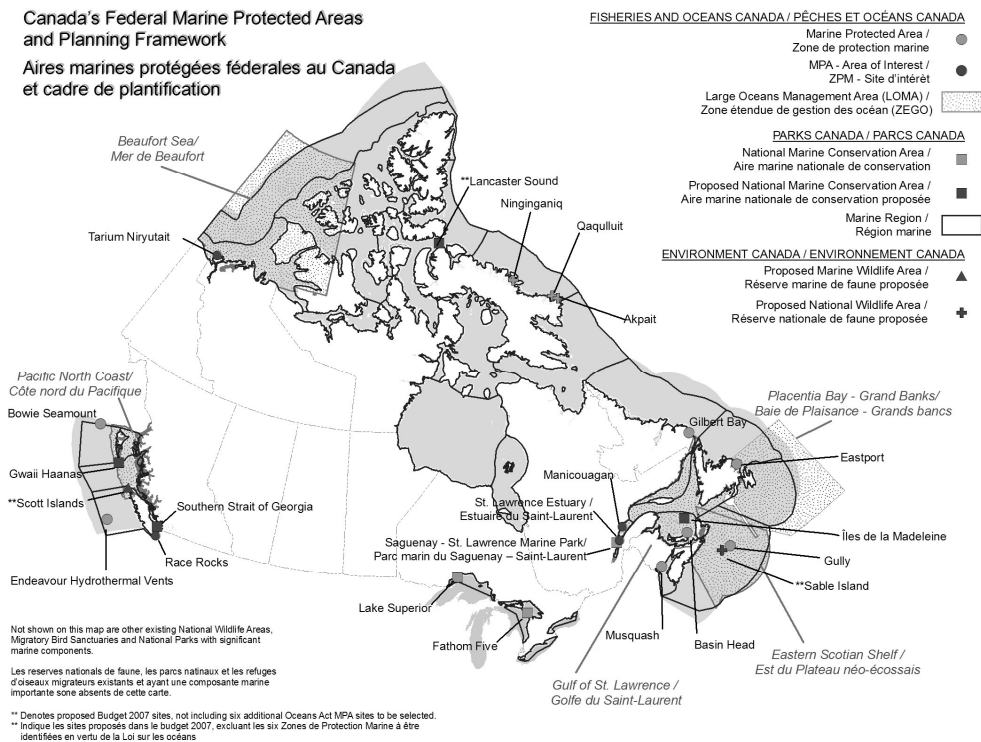 Canada's Federal Marine Protected Areas
and Planning Framework
Aires marines protégées féderales au Canada
et cadre de plantification
FISHERIES AND OCEANS CANADA / PÊCHES ET OCÉANS CANADA
Marine Protected Area /
Zone de protection marine
MPA - Area of Interest /
ZPM - Site d'intérèt
Large Oceans Management Area (LOMA) /
Zone étendue de gestion des océan (ZEGO)
PARKS CANADA / PARCS CANADA
National Marine Conservation Area /
Aire marine nationale de conservation
Proposed National Marine Conservation Area /
Aire marine nationale de conservation proposée
Marine Region /
Région marine
ENVIRONMENT CANADA / ENVIRONNEMENT CANADA
Proposed Marine Wildlife Area /
Réserve marine de faune proposée
Proposed National Wildlife Area /
Réserve nationale de faune proposée
Beaufort Sea/
Mer de Beaufort
**Lancaster Sound
Ninginganiq
Qaqulluit
Tarium Niryutait
Akpait
Pacific North Coast/
Côte nord du Pacifique
Bowie Seamount
Gwaii Haanas
**Scott Islands
Southern Strait of Georgia
Race Rocks
Endeavour Hydrothermal Vents
Placentia Bay - Grand Banks/
Baie de Plaisance - Grands bancs
Gilbert Bay
Eastport
Manicouagan
St. Lawrence Estuary /
Estuaire du Saint-Laurent
Saguenay - St. Lawrence Marine Park/
Parc marin du Saguenay – Saint-Laurent
Îles de la Madeleine
Gully
**Sable Island
Lake Superior
Fathom Five
Musquash
Basin Head
Eastern Scotian Shelf /
Est du Plateau néo-écossais
Gulf of St. Lawrence /
Golfe du Saint-Laurent
Not shown on this map are other existing National Wildlife Areas,
Migratory Bird Sanctuaries and National Parks with significant
marine components.
Les reserves nationals de faune, les parcs natinaux et les refuges
d'oiseaux migrateurs existants et ayant une composante marine
importante sone absents de cette carte.
** Denotes proposed Budget 2007 sites, not including six additional Oceans Act MPA sites to be selected.
** Indique les sites proposés dans le budget 2007, excluant les six Zones de Protection Marine à être
identifiées en vertu de la Loi sur les océans